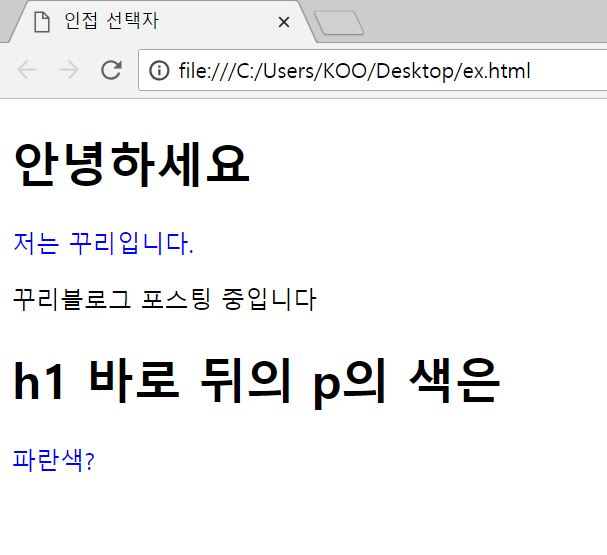 인접 선택자
file:///C:/Users/KOO/Desktop/ex.html
안녕하세요
저는 꾸리입니다.
꾸리블로그 포스팅 중입니다
h1 바로 뒤의 p의 색은
파란색?